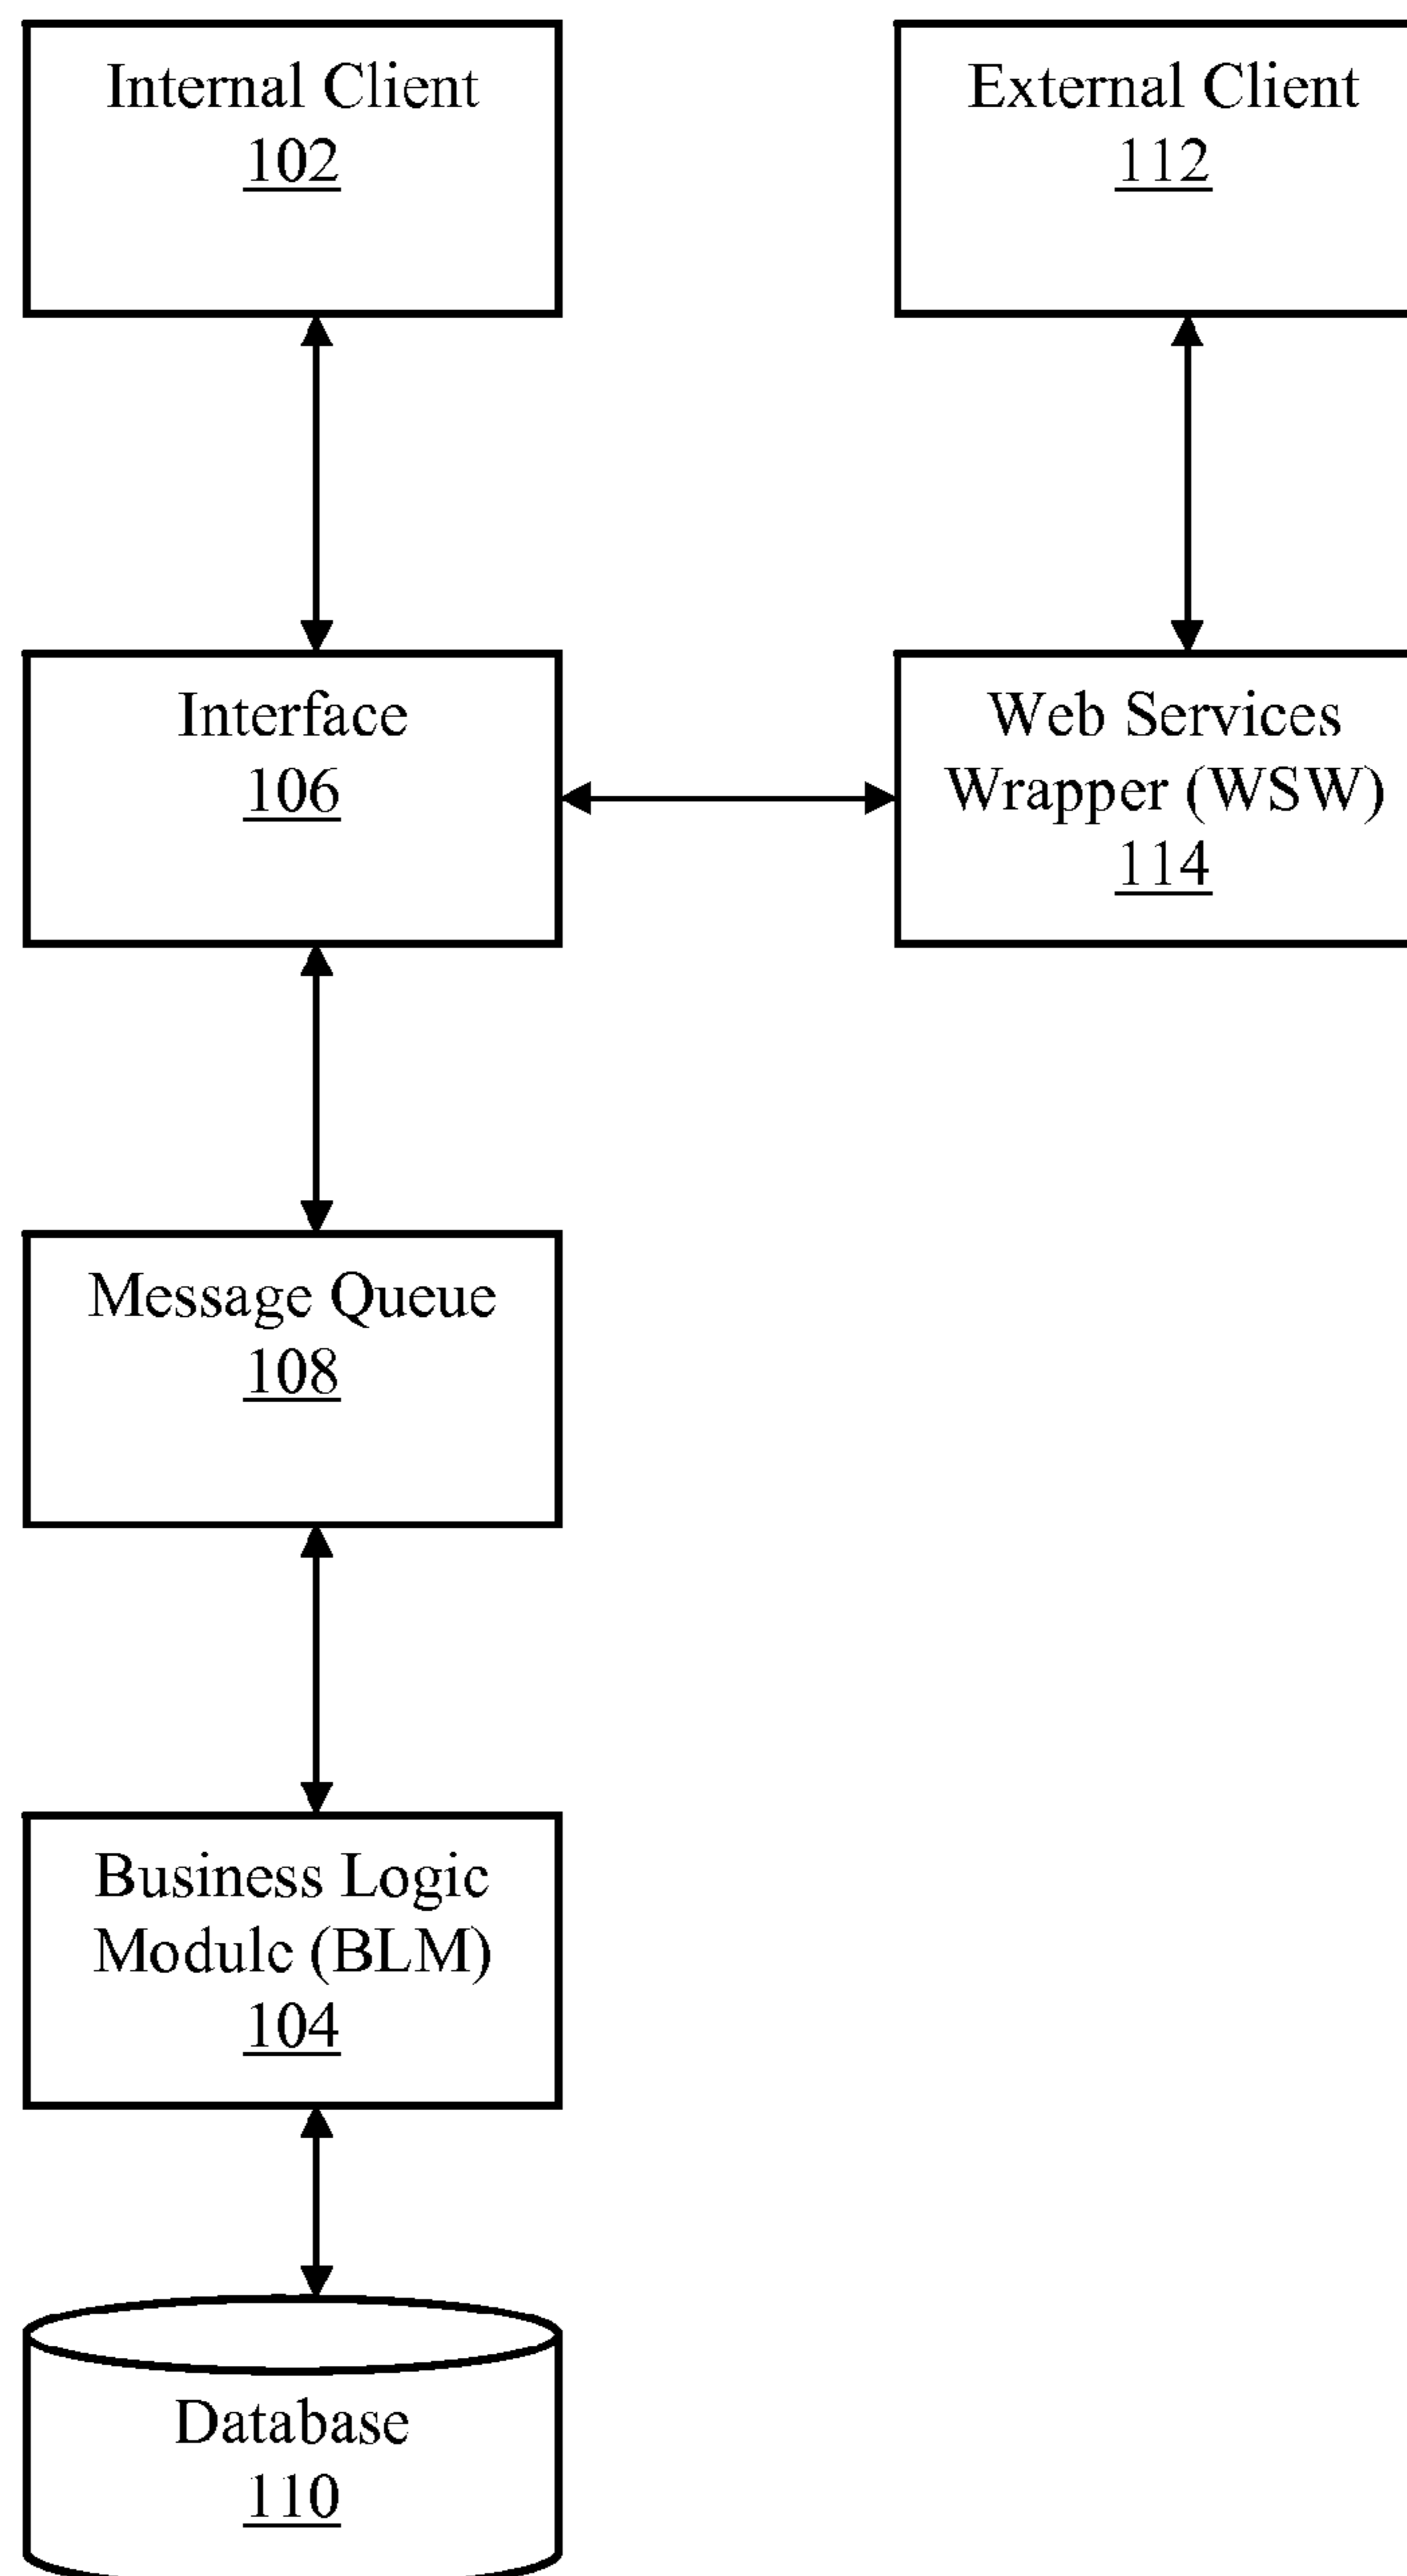 Internal Client
102
External Client
112
Interface
106
Web Services
Wrapper (WSW)
114
Message Queue
108
Business Logic
Module (BLM)
104
Database
110